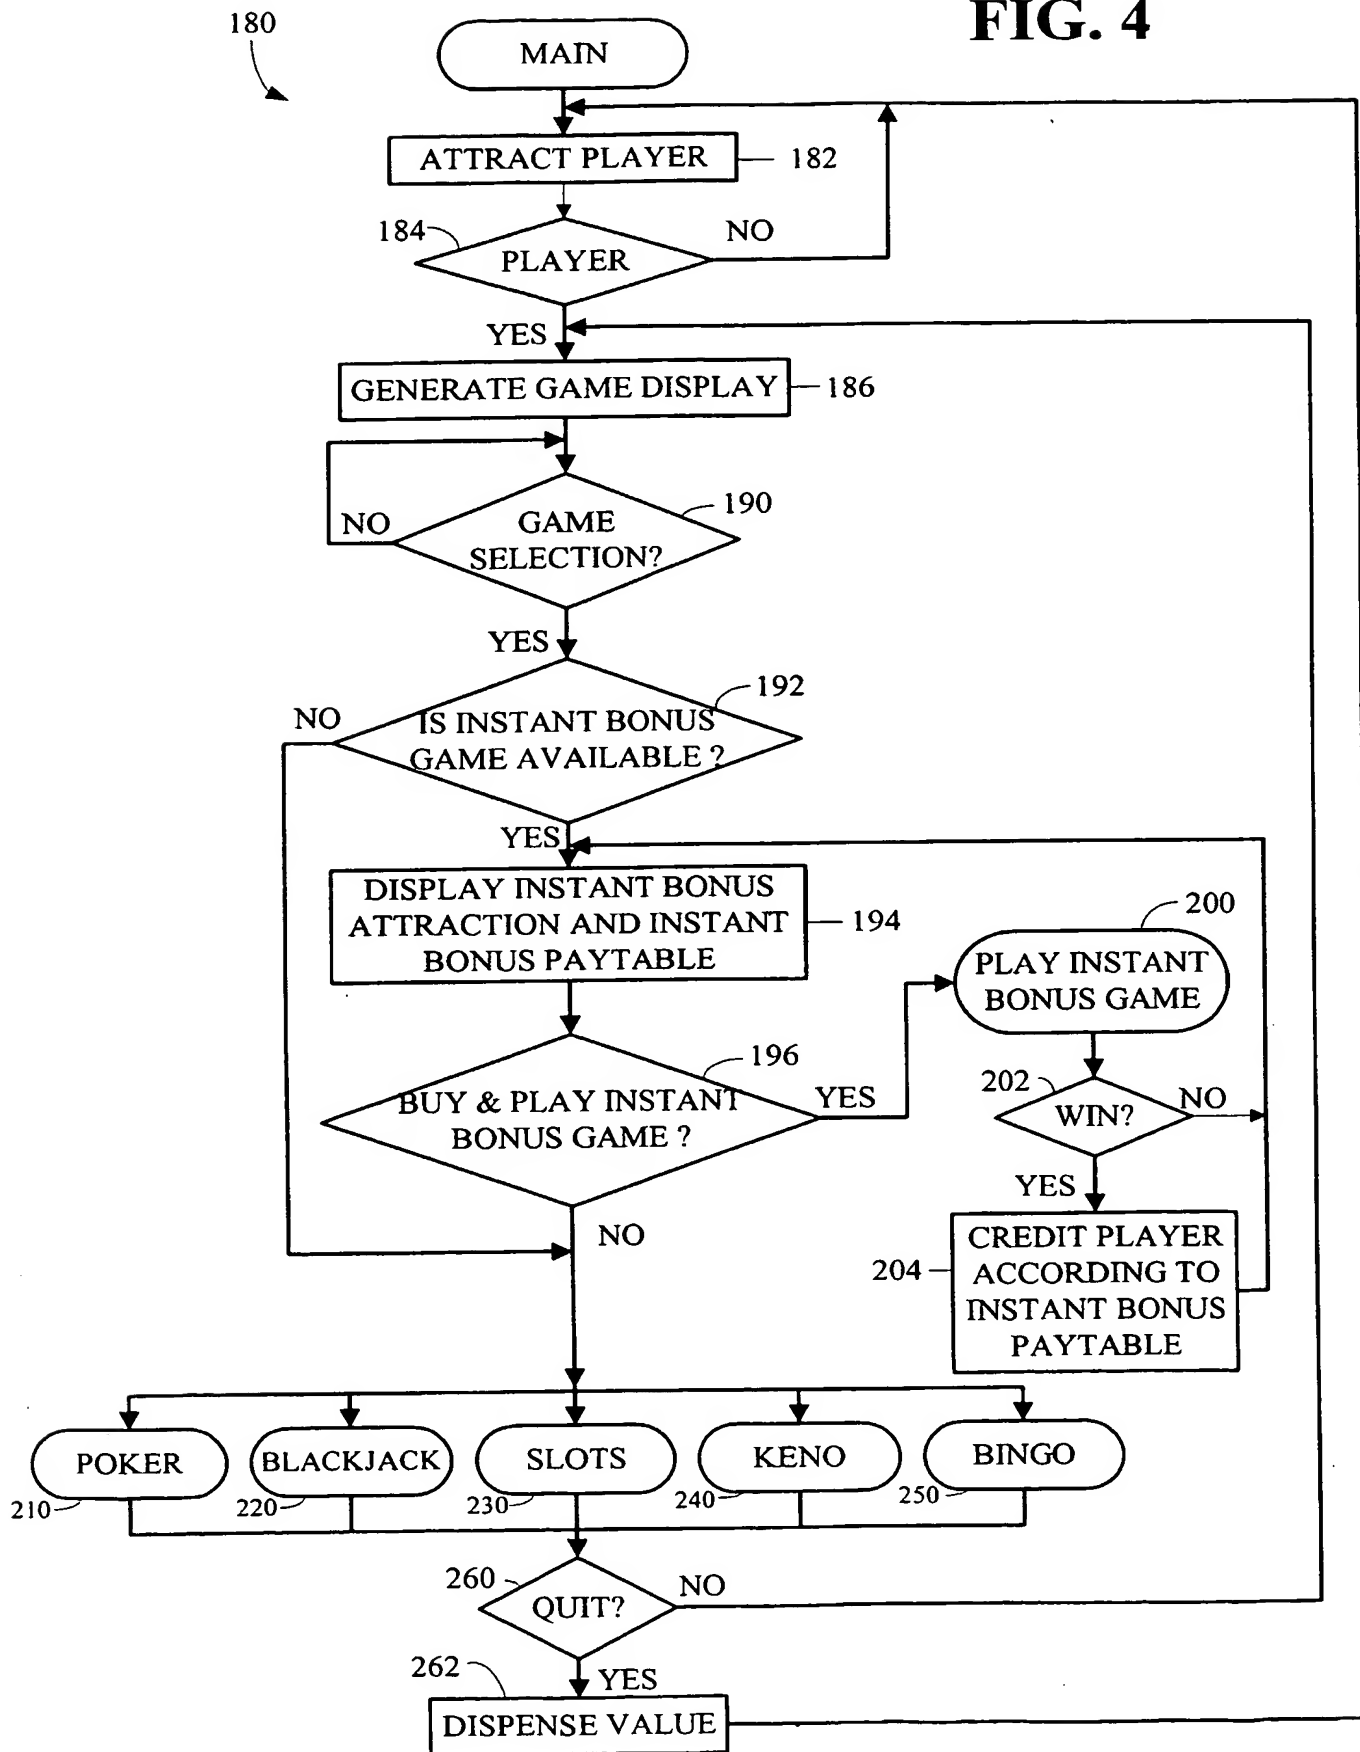 FIG. 4
180
MAIN
ATTRACT PLAYER
182
184
NO
PLAYER
YES
GENERATE GAME DISPLAY
186
190
NO
GAME
SELECTION?
YES
192
NO
IS INSTANT BONUS
GAME AVAILABLE ?
YES
DISPLAY INSTANT BONUS
ATTRACTION AND INSTANT
BONUS PAYTABLE
194
200
PLAY INSTANT
BONUS GAME
196
BUY & PLAY INSTANT
BONUS GAME ?
YES
202
WIN?
NO
YES
NO
204
CREDIT PLAYER
ACCORDING TO
INSTANT BONUS
PAYTABLE
POKER
BLACKJACK
SLOTS
KENO
BINGO
210
220
230
240
250
260
QUIT?
NO
262
YES
DISPENSE VALUE